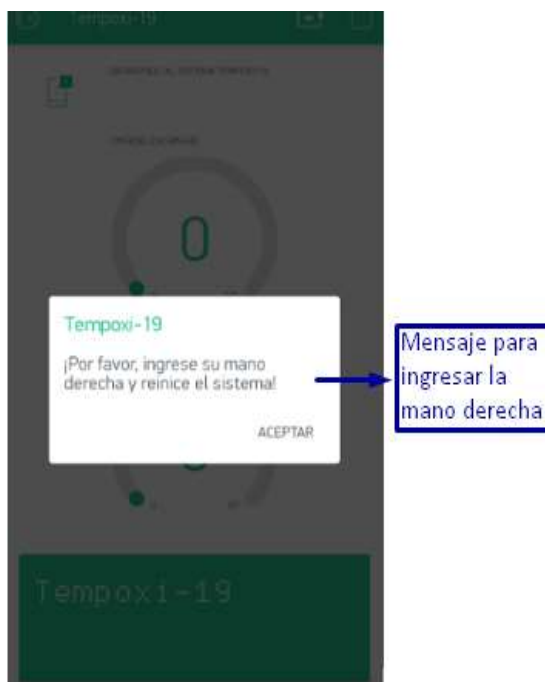 Tempoxi-19
0
Tempoxi-19
¡Por favor, ingrese su mano
derecha y reinice el sistema!
ACEPTAR
Mensaje para
ingresar la
mano derecha
Tempoxi-19